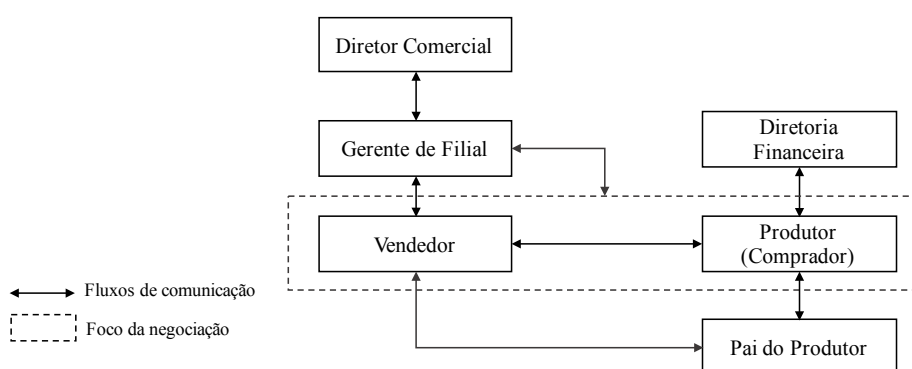 Diretor Comercial
Gerente de Filial
Diretoria
Financeira
Vendedor
Produtor
(Comprador)
Fluxos de comunicação
Foco da negociação
Pai do Produtor